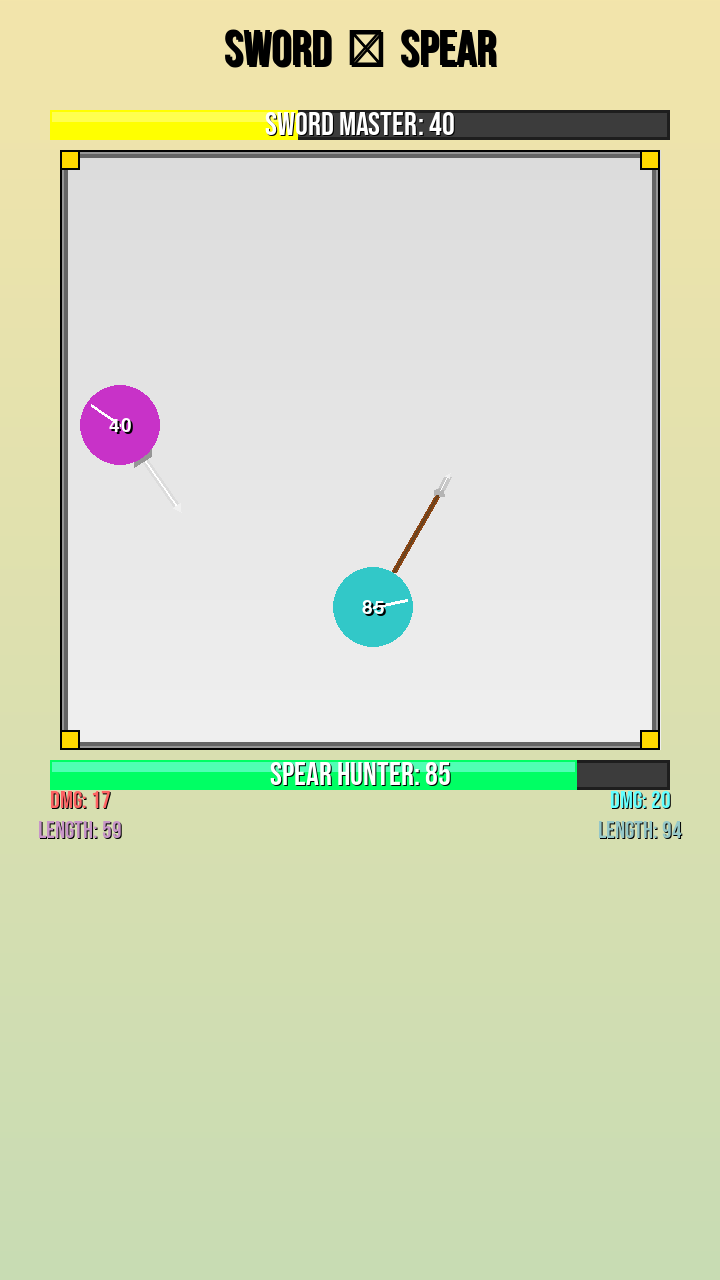 SWORD ⚔ SPEAR
SWORD MASTER: 40
40
85
SPEAR HUNTER: 85
DMG: 17
DMG: 20
LENGTH: 59
LENGTH: 94